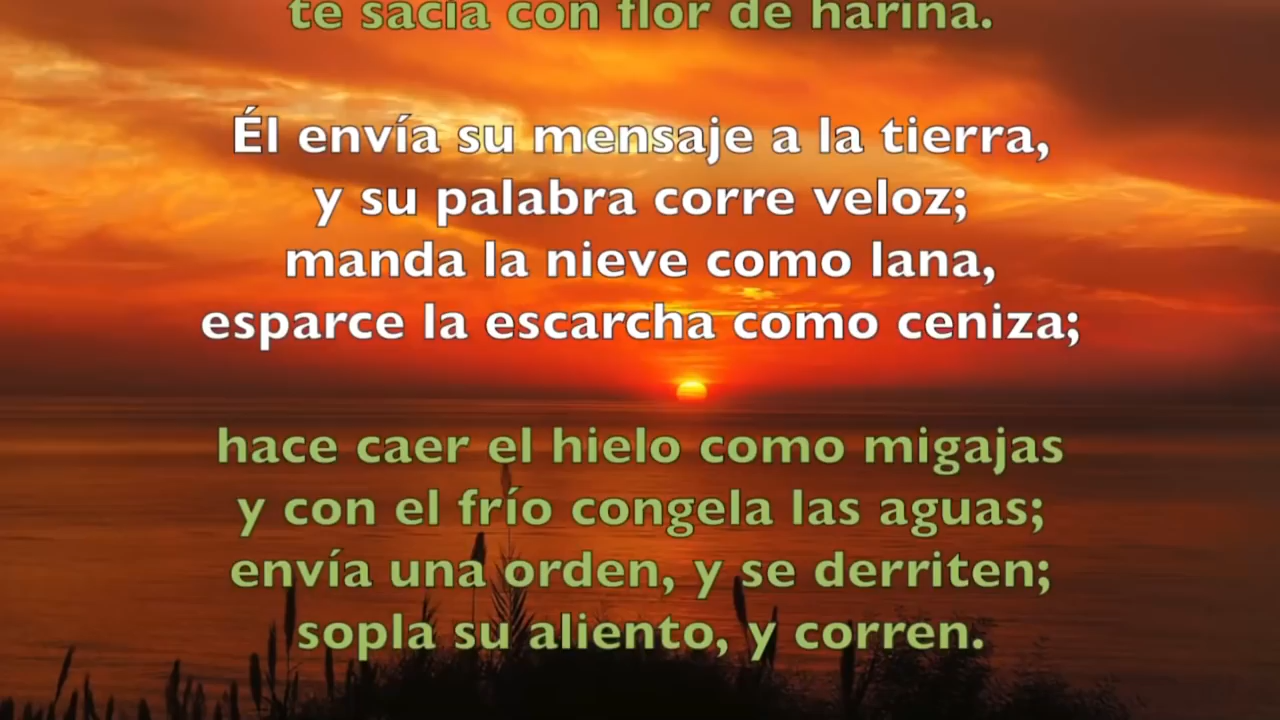 te sacia con flor de harina.
Él envía su mensaje a la tierra,
y su palabra corre veloz;
manda la nieve como lana,
esparce la escarcha como ceniza;
hace caer el hielo como migajas
y con el frío congela las aguas;
envía una orden, y se derriten;
sopla su aliento, y corren.